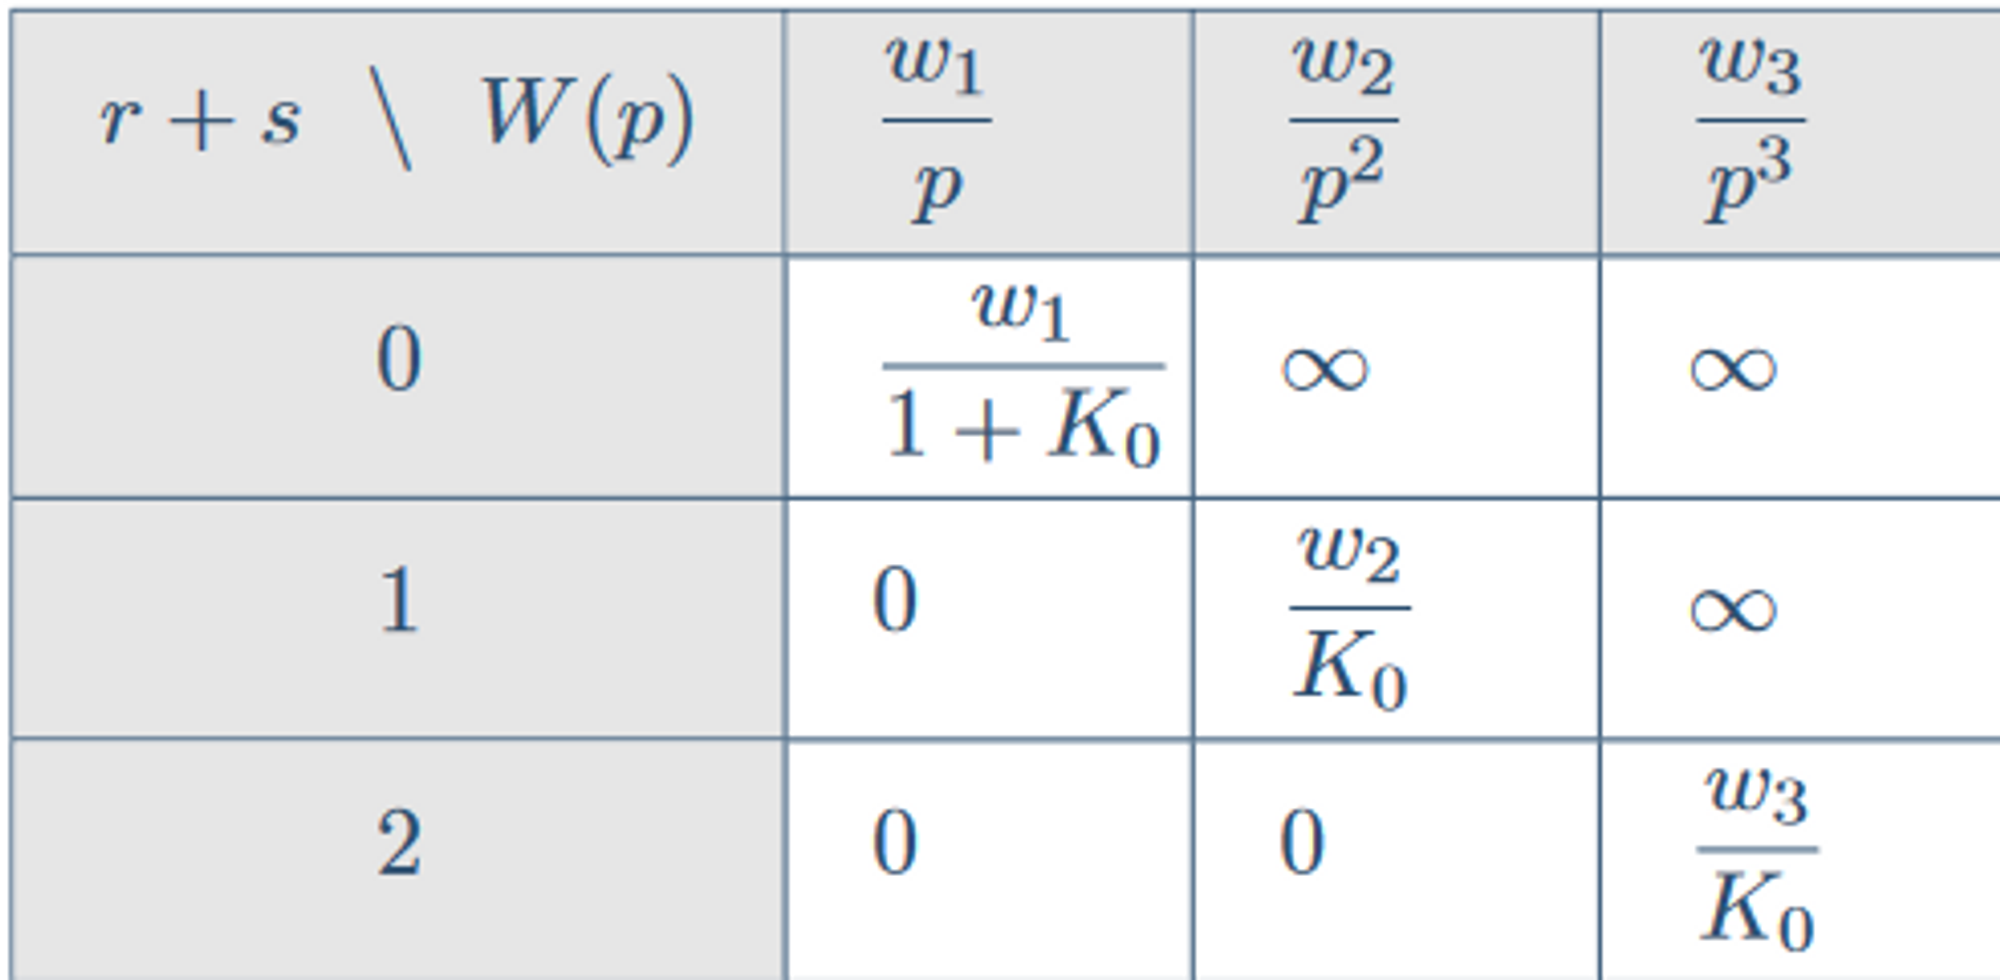 r + s \ W(p) w₁/p w₂/p² w₃/p³
0 w₁/(1 + K₀) ∞ ∞
1 0 w₂/K₀ ∞
2 0 0 w₃/K₀